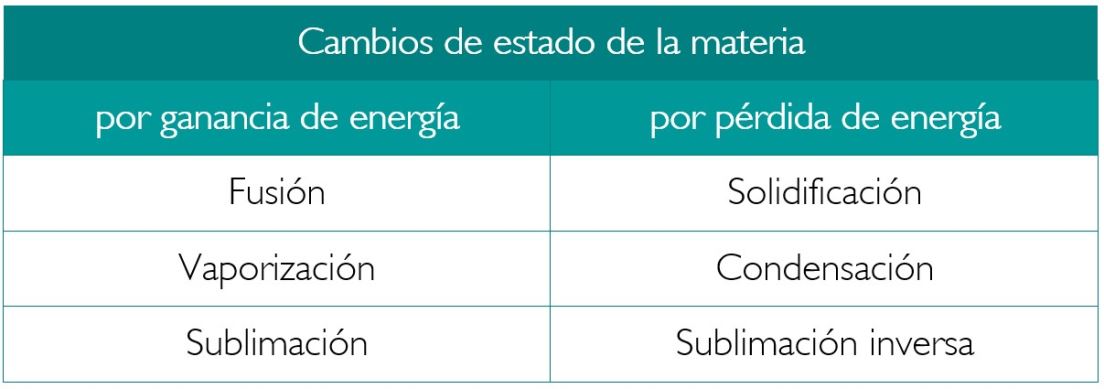 Cambios de estado de la materia
por ganancia de energía
por pérdida de energía
Fusión
Solidificación
Vaporización
Condensación
Sublimación
Sublimación inversa